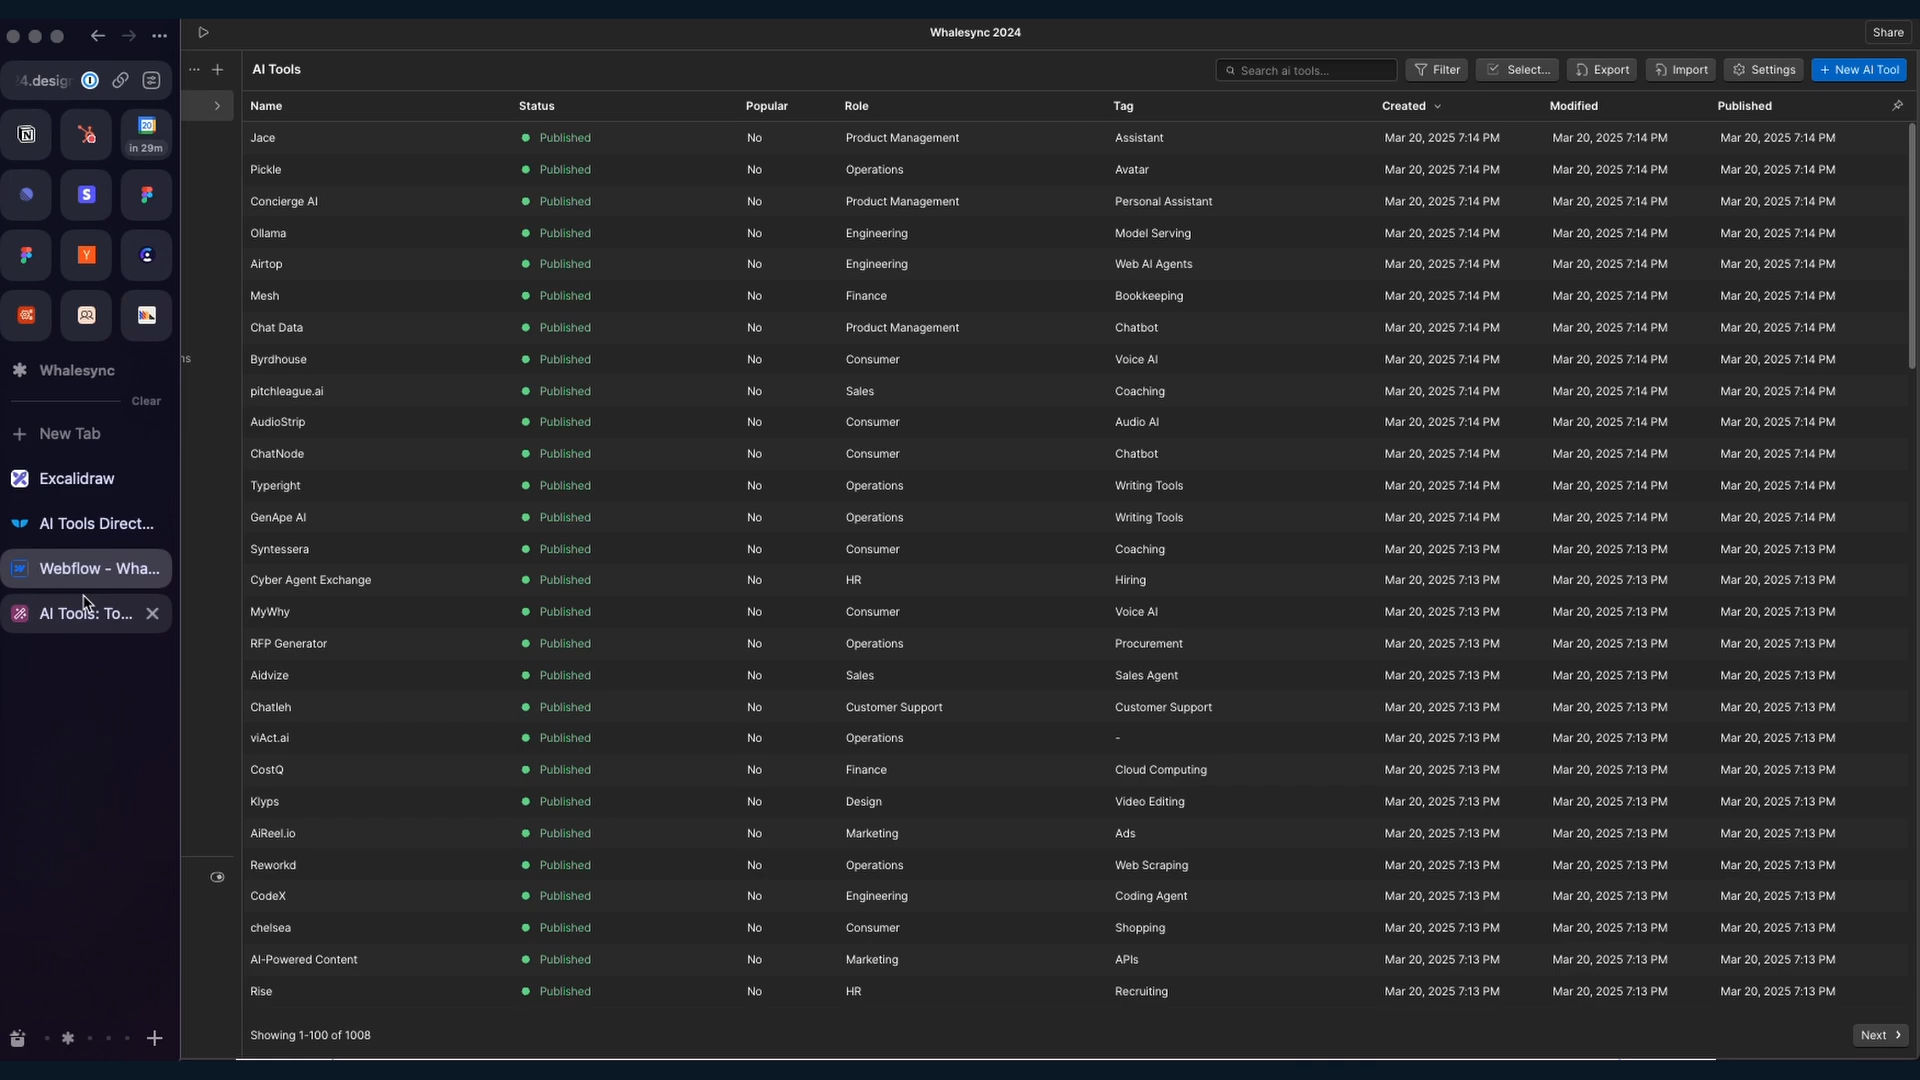 Whalesync 2024
Share
4.design
AI Tools
Search ai tools...
Filter
Select...
Export
Import
Settings
+ New AI Tool
Name Status Popular Role Tag Created Modified Published
Jace Published No Product Management Assistant Mar 20, 2025 7:14 PM Mar 20, 2025 7:14 PM Mar 20, 2025 7:14 PM
Pickle Published No Operations Avatar Mar 20, 2025 7:14 PM Mar 20, 2025 7:14 PM Mar 20, 2025 7:14 PM
Concierge AI Published No Product Management Personal Assistant Mar 20, 2025 7:14 PM Mar 20, 2025 7:14 PM Mar 20, 2025 7:14 PM
Ollama Published No Engineering Model Serving Mar 20, 2025 7:14 PM Mar 20, 2025 7:14 PM Mar 20, 2025 7:14 PM
Airtop Published No Engineering Web AI Agents Mar 20, 2025 7:14 PM Mar 20, 2025 7:14 PM Mar 20, 2025 7:14 PM
Mesh Published No Finance Bookkeeping Mar 20, 2025 7:14 PM Mar 20, 2025 7:14 PM Mar 20, 2025 7:14 PM
Chat Data Published No Product Management Chatbot Mar 20, 2025 7:14 PM Mar 20, 2025 7:14 PM Mar 20, 2025 7:14 PM
Byrdhouse Published No Consumer Voice AI Mar 20, 2025 7:14 PM Mar 20, 2025 7:14 PM Mar 20, 2025 7:14 PM
pitchleague.ai Published No Sales Coaching Mar 20, 2025 7:14 PM Mar 20, 2025 7:14 PM Mar 20, 2025 7:14 PM
AudioStrip Published No Consumer Audio AI Mar 20, 2025 7:14 PM Mar 20, 2025 7:14 PM Mar 20, 2025 7:14 PM
ChatNode Published No Consumer Chatbot Mar 20, 2025 7:14 PM Mar 20, 2025 7:14 PM Mar 20, 2025 7:14 PM
Typeright Published No Operations Writing Tools Mar 20, 2025 7:14 PM Mar 20, 2025 7:14 PM Mar 20, 2025 7:14 PM
GenApe AI Published No Operations Writing Tools Mar 20, 2025 7:14 PM Mar 20, 2025 7:14 PM Mar 20, 2025 7:14 PM
Syntessera Published No Consumer Coaching Mar 20, 2025 7:13 PM Mar 20, 2025 7:13 PM Mar 20, 2025 7:13 PM
Cyber Agent Exchange Published No HR Hiring Mar 20, 2025 7:13 PM Mar 20, 2025 7:13 PM Mar 20, 2025 7:13 PM
MyWhy Published No Consumer Voice AI Mar 20, 2025 7:13 PM Mar 20, 2025 7:13 PM Mar 20, 2025 7:13 PM
RFP Generator Published No Operations Procurement Mar 20, 2025 7:13 PM Mar 20, 2025 7:13 PM Mar 20, 2025 7:13 PM
Aidvize Published No Sales Sales Agent Mar 20, 2025 7:13 PM Mar 20, 2025 7:13 PM Mar 20, 2025 7:13 PM
Chatleh Published No Customer Support Customer Support Mar 20, 2025 7:13 PM Mar 20, 2025 7:13 PM Mar 20, 2025 7:13 PM
viAct.ai Published No Operations - Mar 20, 2025 7:13 PM Mar 20, 2025 7:13 PM Mar 20, 2025 7:13 PM
CostQ Published No Finance Cloud Computing Mar 20, 2025 7:13 PM Mar 20, 2025 7:13 PM Mar 20, 2025 7:13 PM
Klyps Published No Design Video Editing Mar 20, 2025 7:13 PM Mar 20, 2025 7:13 PM Mar 20, 2025 7:13 PM
AiReel.io Published No Marketing Ads Mar 20, 2025 7:13 PM Mar 20, 2025 7:13 PM Mar 20, 2025 7:13 PM
Reworkd Published No Operations Web Scraping Mar 20, 2025 7:13 PM Mar 20, 2025 7:13 PM Mar 20, 2025 7:13 PM
CodeX Published No Engineering Coding Agent Mar 20, 2025 7:13 PM Mar 20, 2025 7:13 PM Mar 20, 2025 7:13 PM
chelsea Published No Consumer Shopping Mar 20, 2025 7:13 PM Mar 20, 2025 7:13 PM Mar 20, 2025 7:13 PM
AI-Powered Content Published No Marketing APIs Mar 20, 2025 7:13 PM Mar 20, 2025 7:13 PM Mar 20, 2025 7:13 PM
Rise Published No HR Recruiting Mar 20, 2025 7:13 PM Mar 20, 2025 7:13 PM Mar 20, 2025 7:13 PM
Showing 1-100 of 1008
Next
20
in 29m
S
Y
ns
Whalesync
Clear
New Tab
Excalidraw
AI Tools Direct...
Webflow - Wha...
AI Tools: To...